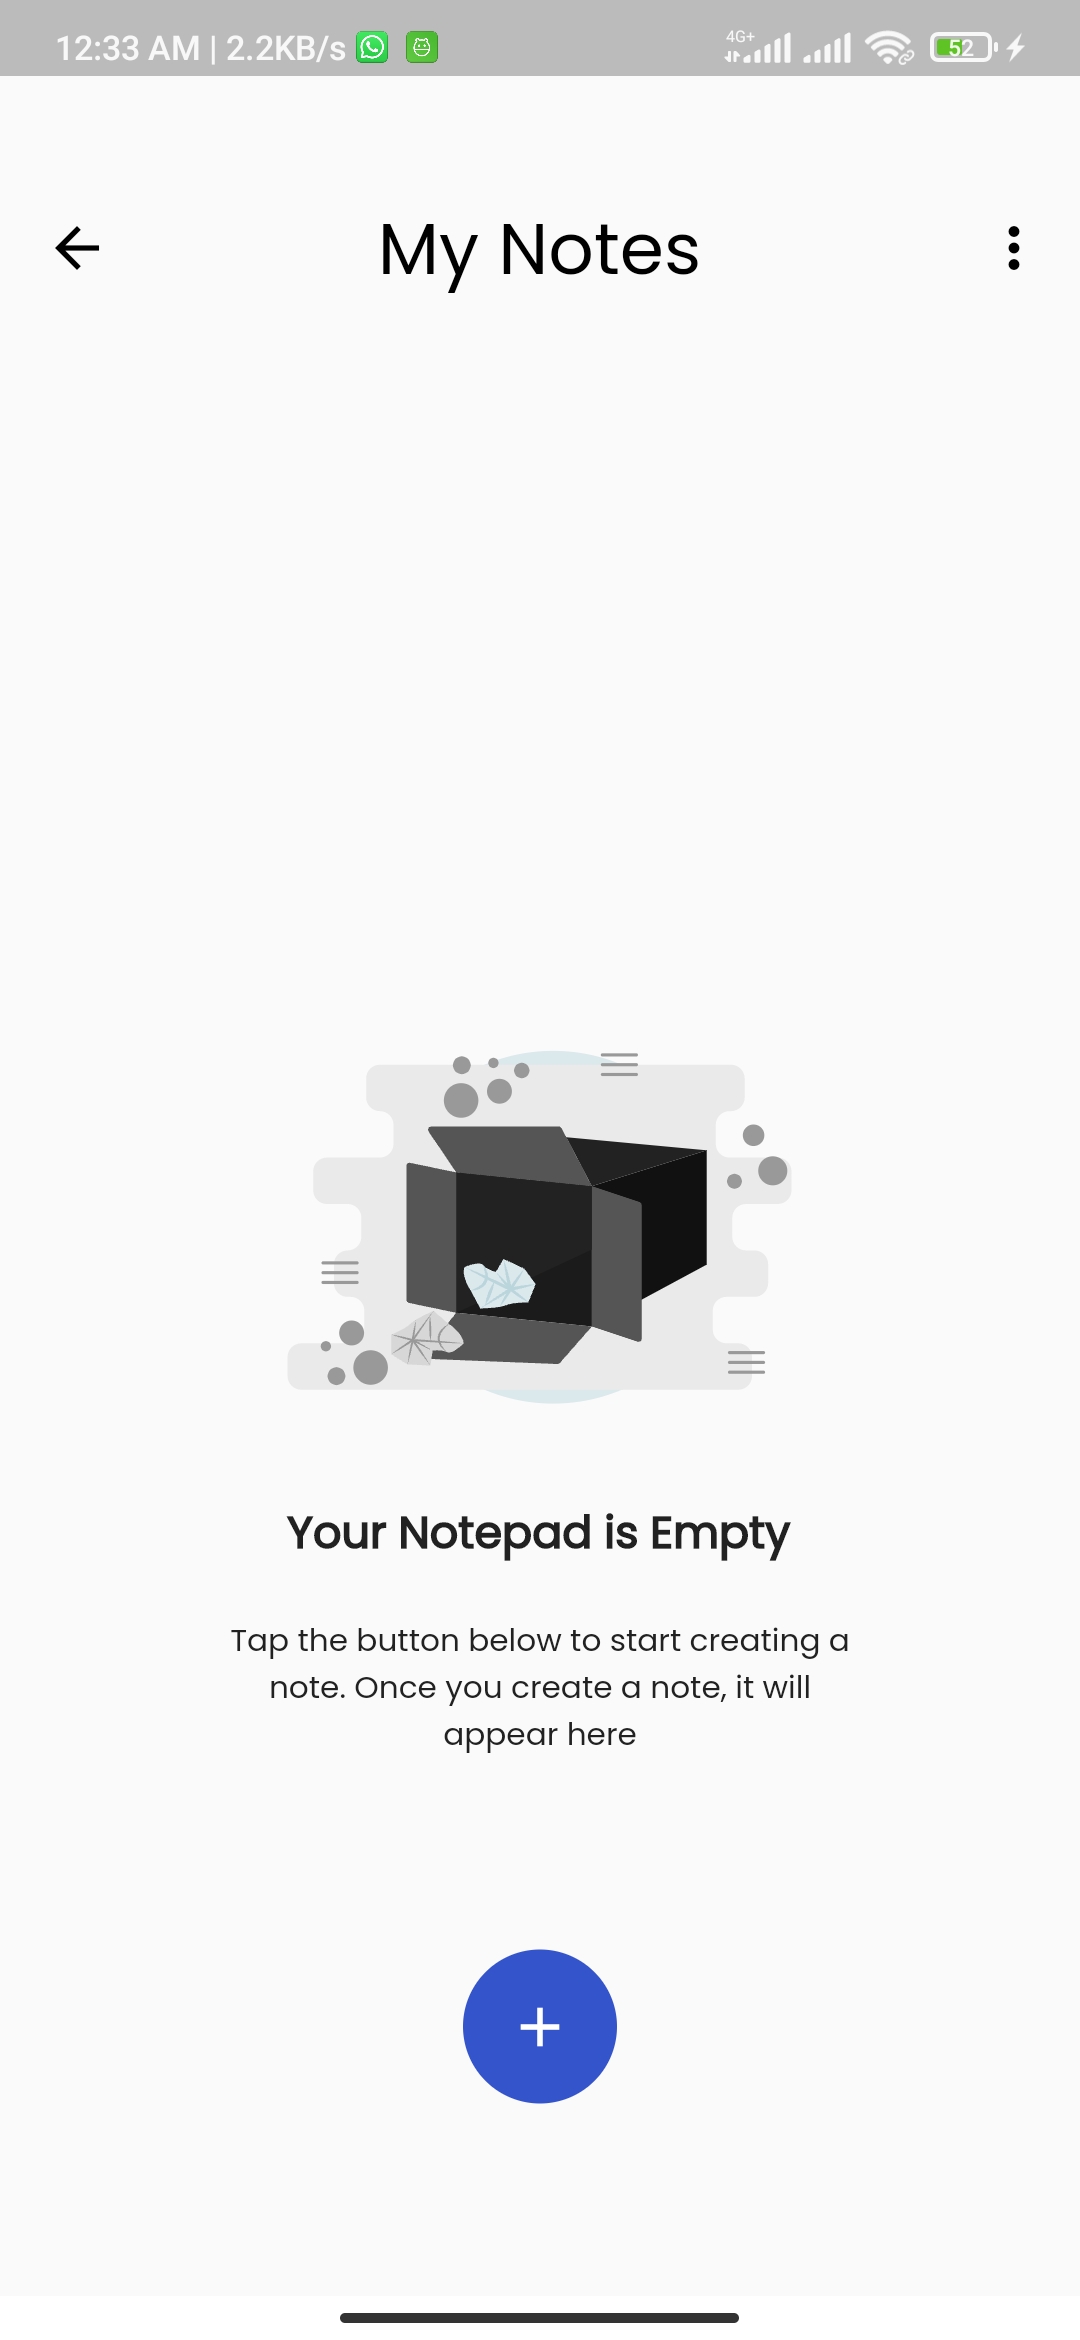 12:33 AM | 2.2KB/s 4G+ 52
My Notes
Your Notepad is Empty
Tap the button below to start creating a
note. Once you create a note, it will
appear here